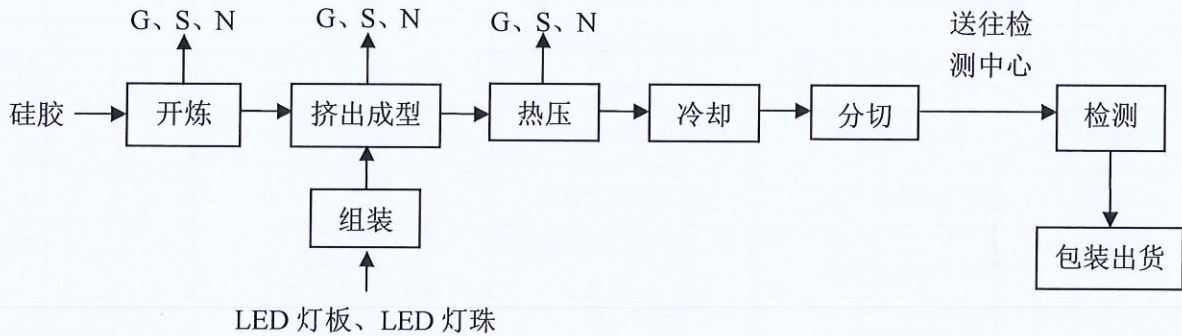 G、S、N
G、S、N
G、S、N
送往检
测中心
硅胶
开炼
挤出成型
热压
冷却
分切
检测
组装
包装出货
LED 灯板、LED 灯珠